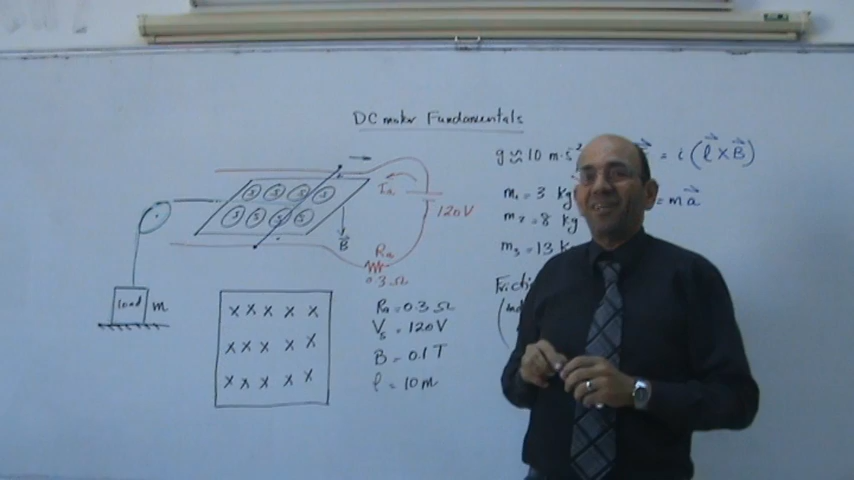 DC motor Fundamentals
g ≈ 10 m·s⁻² = i (l⃗ × B⃗)
m₁ = 3 Kg = m a⃗
m₂ = 8 Kg
m₃ = 13 K
Fricti
S S S S
S S S S
Ia
120V
B⃗
Ra
0.3 Ω
load m
x x x x x
x x x x x
x x x x x
Ra = 0.3 Ω
Vs = 120V
B = 0.1 T
l = 10 m